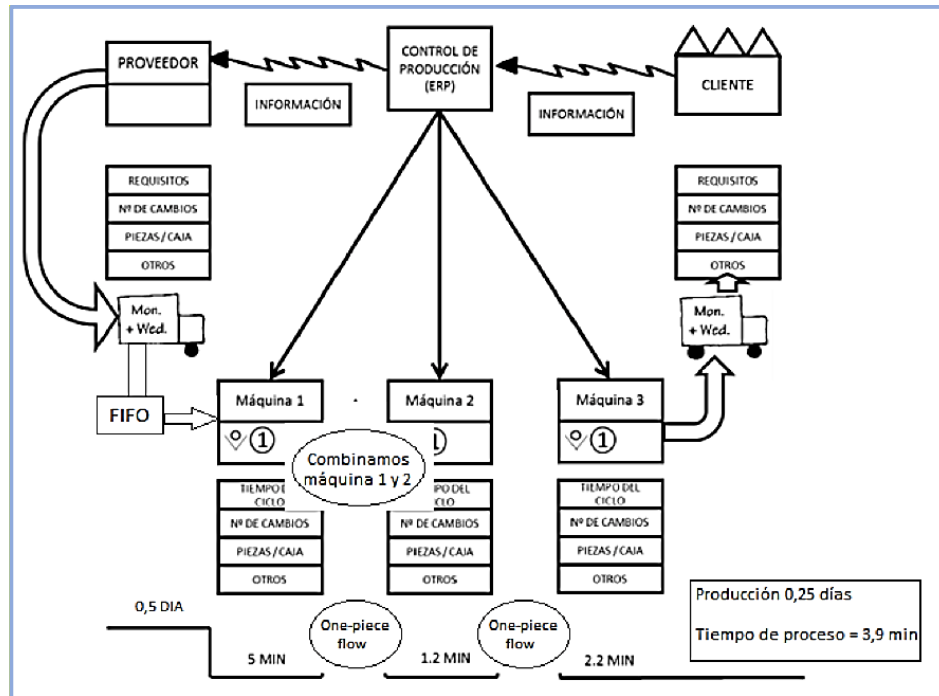 PROVEEDOR
INFORMACIÓN
CONTROL DE
PRODUCCIÓN
(ERP)
INFORMACIÓN
CLIENTE
REQUISITOS
Nº DE CAMBIOS
PIEZAS / CAJA
OTROS
REQUISITOS
Nº DE CAMBIOS
PIEZAS / CAJA
OTROS
Mon.
+ Wed.
Mon.
+ Wed.
FIFO
Máquina 1
Máquina 2
Máquina 3
1
1
1
Combinamos
máquina 1 y 2
TIEMPO DEL
CICLO
Nº DE CAMBIOS
PIEZAS / CAJA
OTROS
TIEMPO DEL
CICLO
Nº DE CAMBIOS
PIEZAS / CAJA
OTROS
TIEMPO DEL
CICLO
Nº DE CAMBIOS
PIEZAS / CAJA
OTROS
0,5 DIA
5 MIN
One-piece
flow
1.2 MIN
One-piece
flow
2.2 MIN
Producción 0,25 días
Tiempo de proceso = 3,9 min